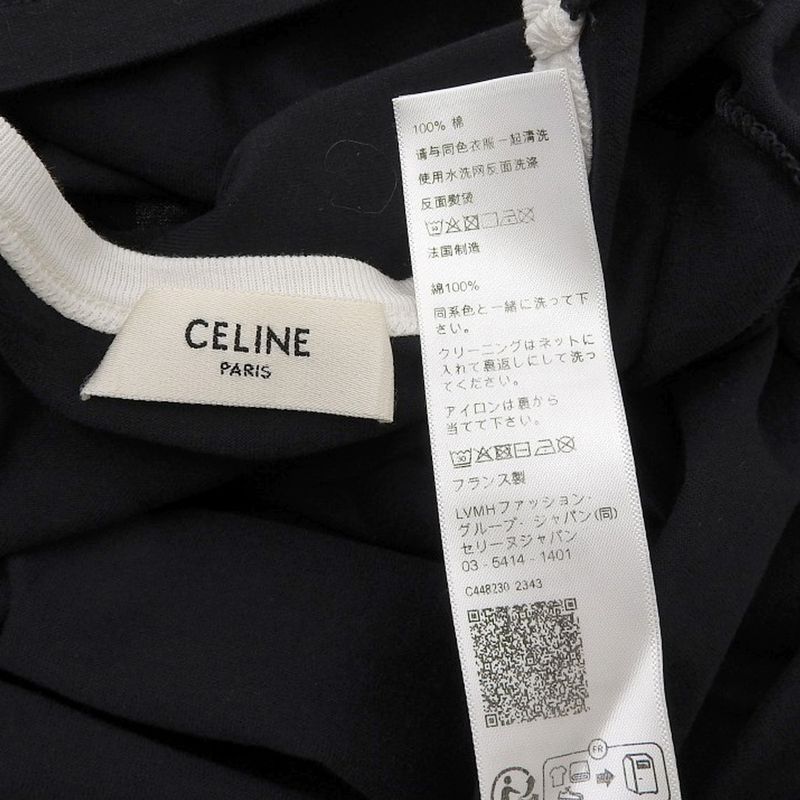 CELINE
PARIS
100% 棉
请与同色衣服一起清洗
使用水洗网反面洗涤
反面熨烫
法国制造
綿100%
同系色と一緒に洗って下
さい。
クリーニングはネットに
入れて裏返しにして洗っ
てください。
アイロンは裏から
当てて下さい。
フランス製
LVMHファッション・
グループ・ジャパン(同)
セリーヌジャパン
03-5414-1401
C448230 2343
FR